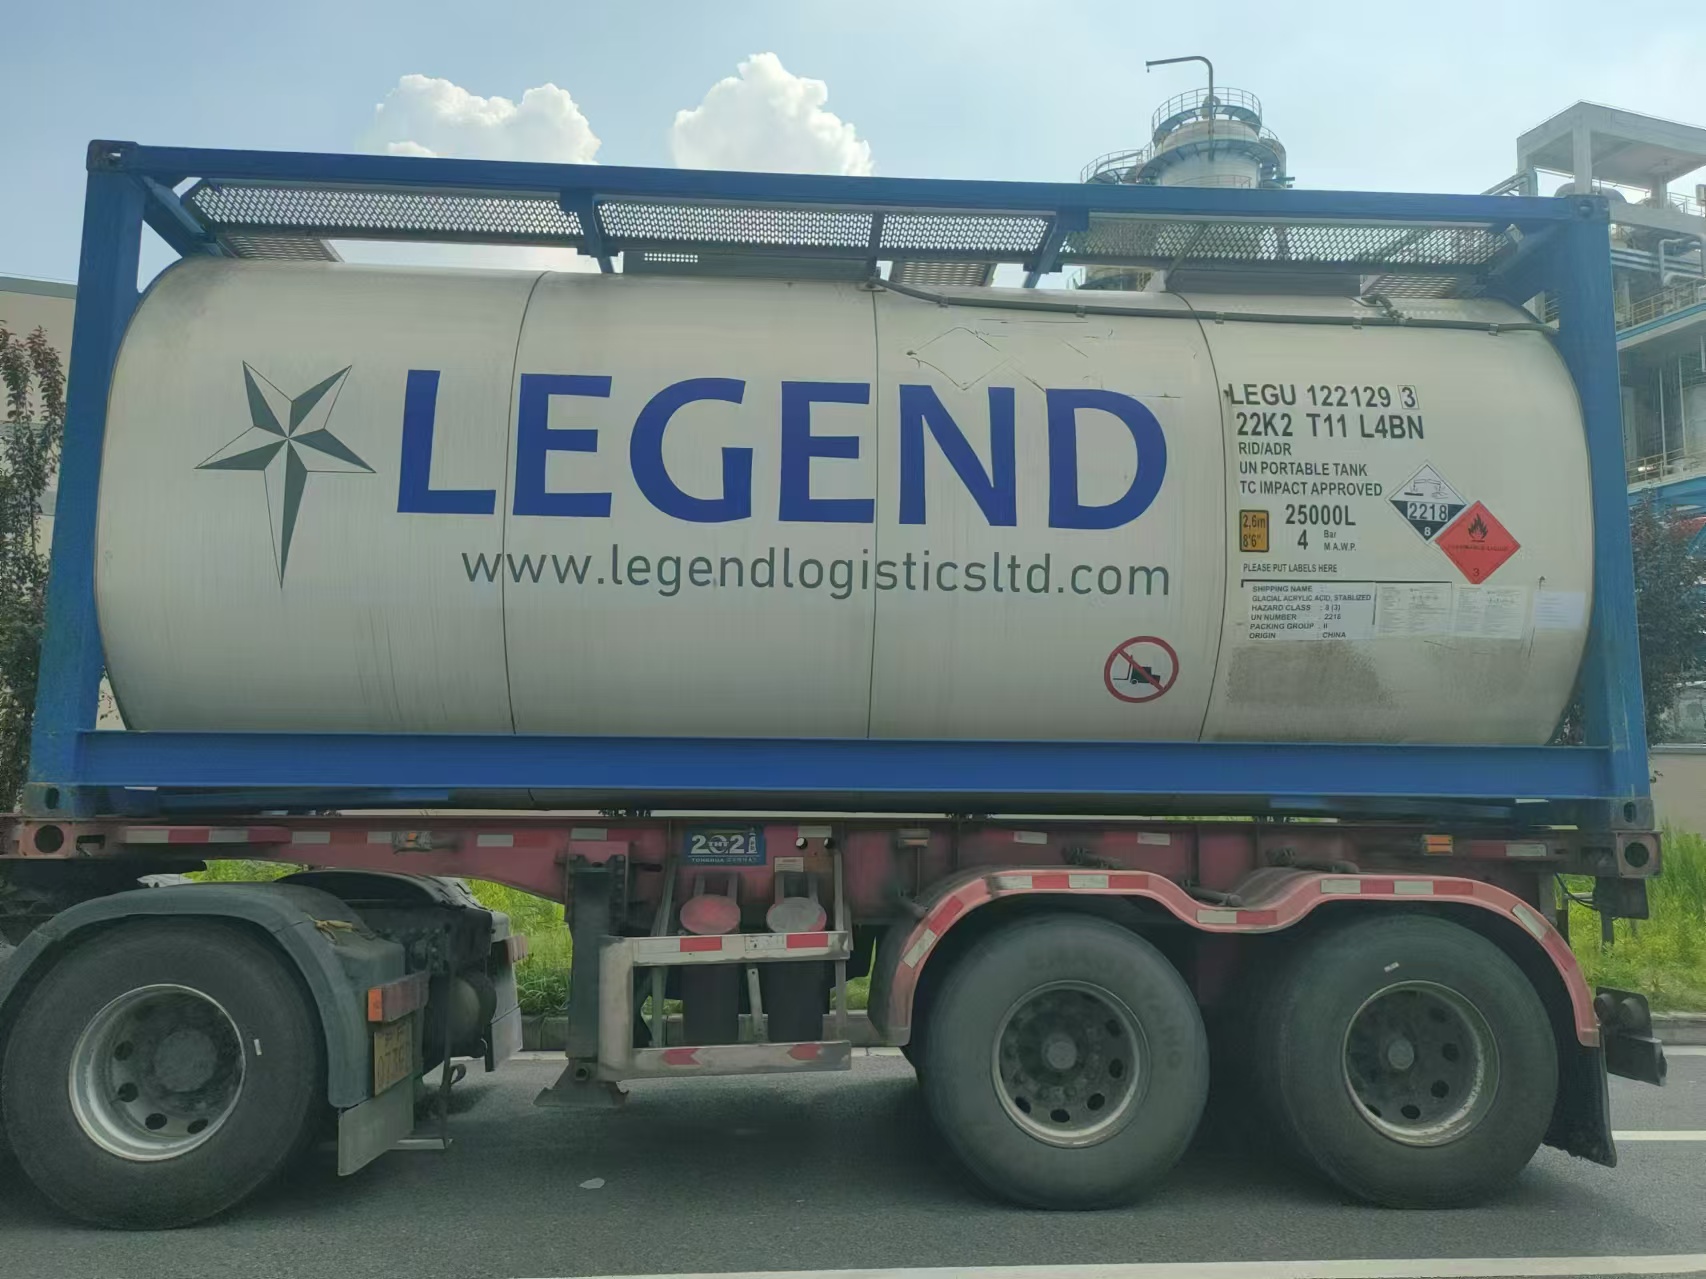 LEGEND
www.legendlogisticsltd.com
LEGU 122129 3
22K2 T11 L4BN
RID/ADR
UN PORTABLE TANK
TC IMPACT APPROVED
2,6m
8'6"
25000L
4 Bar
M.A.W.P.
2218
8
3
PLEASE PUT LABELS HERE
SHIPPING NAME :
GLACIAL ACRYLIC ACID, STABLIZED
HAZARD CLASS : 8 (3)
UN NUMBER : 2218
PACKING GROUP : II
ORIGIN : CHINA
2021